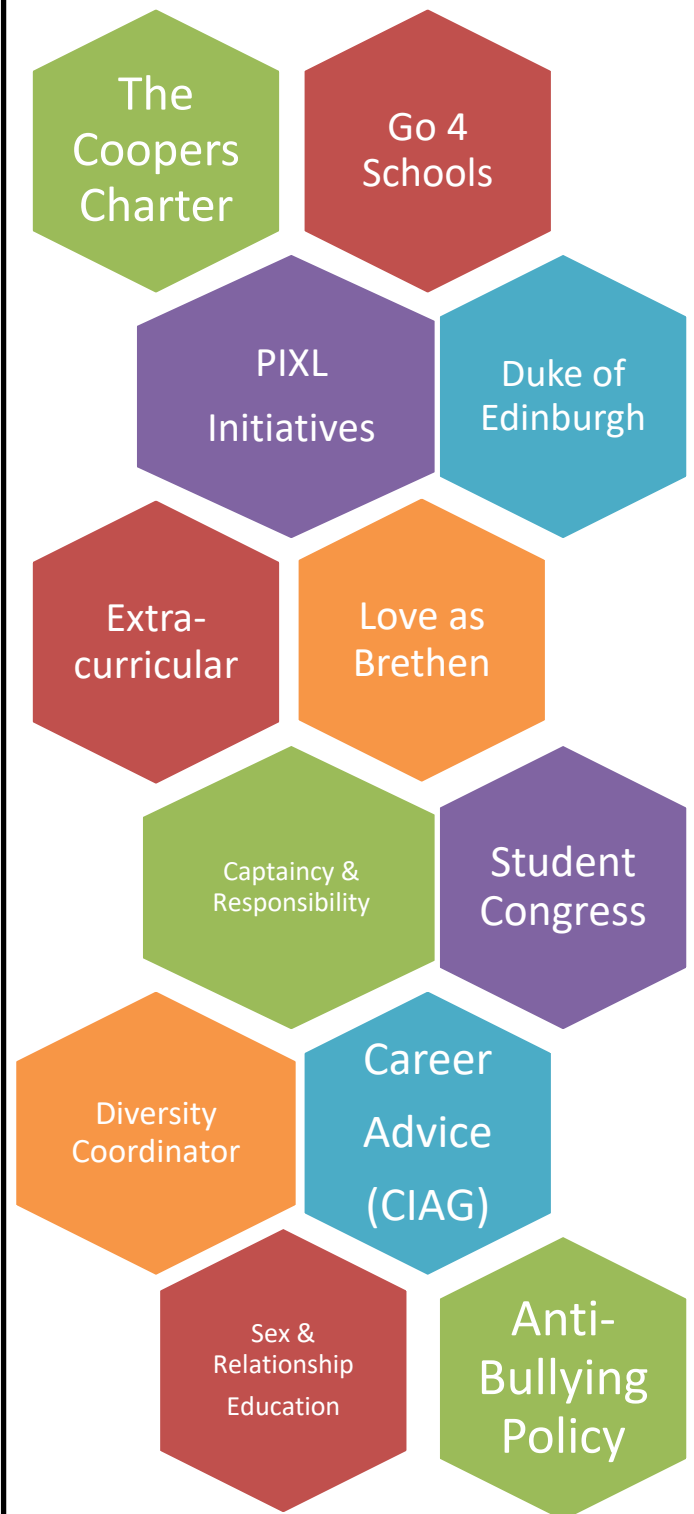 The
Coopers
Charter
Go 4
Schools
PIXL
Initiatives
Duke of
Edinburgh
Extra-
curricular
Love as
Brethen
Captaincy &
Responsibility
Student
Congress
Diversity
Coordinator
Career
Advice
(CIAG)
Sex &
Relationship
Education
Anti-
Bullying
Policy